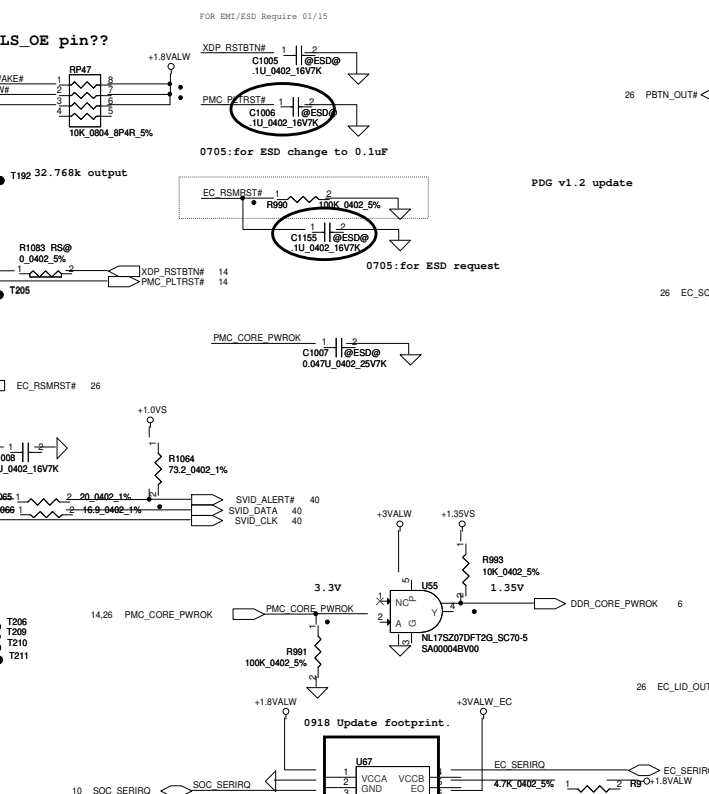 FOR EMI/ESD Require 01/15
LS_OE pin??
+1.8VALW
RP47
AKE#
1
8
W#
2
7
3
6
4
5
10K_0804_8P4R_5%
XDP_RSTBTN# 1 2
C1005 @ESD@
.1U_0402_16V7K
PMC_PLTRST# 1 2
C1006 @ESD@
.1U_0402_16V7K
0705:for ESD change to 0.1uF
26 PBTN_OUT#
T192 32.768k output
EC_RSMRST# 1 2
R990 100K_0402_5%
PDG v1.2 update
1 2
C1155 @ESD@
.1U_0402_16V7K
0705:for ESD request
R1083 RS@
0_0402_5%
1 2
XDP_RSTBTN# 14
PMC_PLTRST# 14
T205
26 EC_SC
PMC_CORE_PWROK 1 2
C1007 @ESD@
0.047U_0402_25V7K
EC_RSMRST# 26
+1.0VS
1
R1064
73.2_0402_1%
2
1 2
008
U_0402_16V7K
065 1 2 20_0402_1%
066 1 2 16.9_0402_1%
SVID_ALERT# 40
SVID_DATA 40
SVID_CLK 40
+3VALW
+1.35VS
1
R993
10K_0402_5%
2
3.3V
1.35V
U55
5
1 NC P
2 A G
Y 4
3
NL17SZ07DFT2G_SC70-5
SA00004BV00
14,26 PMC_CORE_PWROK
PMC_CORE_PWROK
DDR_CORE_PWROK 6
1
R991
100K_0402_5%
2
T206
T209
T210
T211
26 EC_LID_OUT
+1.8VALW
+3VALW_EC
0918 Update footprint.
U67
1 VCCA VCCB
2 GND EO
3
EC_SERIRQ
EC_SERIRQ
4.7K_0402_5% 1 2 R9
+1.8VALW
10 SOC_SERIRQ
SOC_SERIRQ